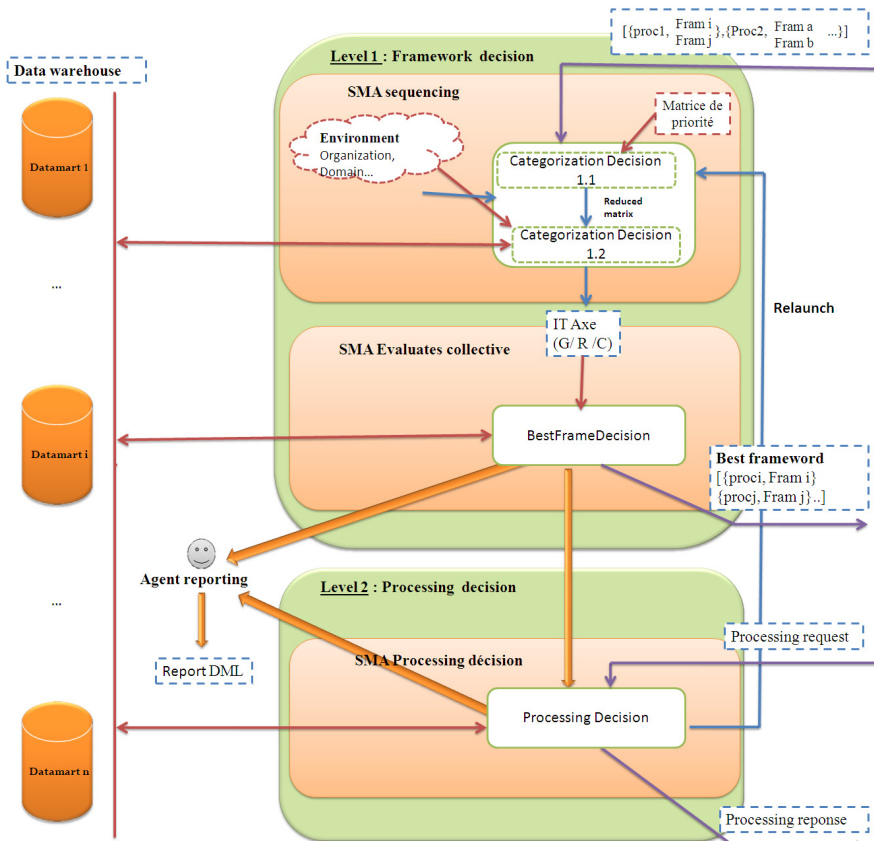 [{proc1, Fram i
Fram j },{Proc2, Fram a
Fram b ...}]
Level 1 : Framework decision
Data warehouse
SMA sequencing
Matrice de
priorité
Environment
Organization,
Domain...
Datamart 1
Categorization Decision
1.1
Reduced
matrix
Categorization Decision
1.2
...
Relaunch
IT Axe
(G/ R /C)
SMA Evaluates collective
BestFrameDecision
Datamart i
Best frameword
[{proci, Fram i}
{procj, Fram j}..]
Agent reporting
Level 2 : Processing decision
...
Processing request
SMA Processing décision
Report DML
Processing Decision
Datamart n
Processing reponse